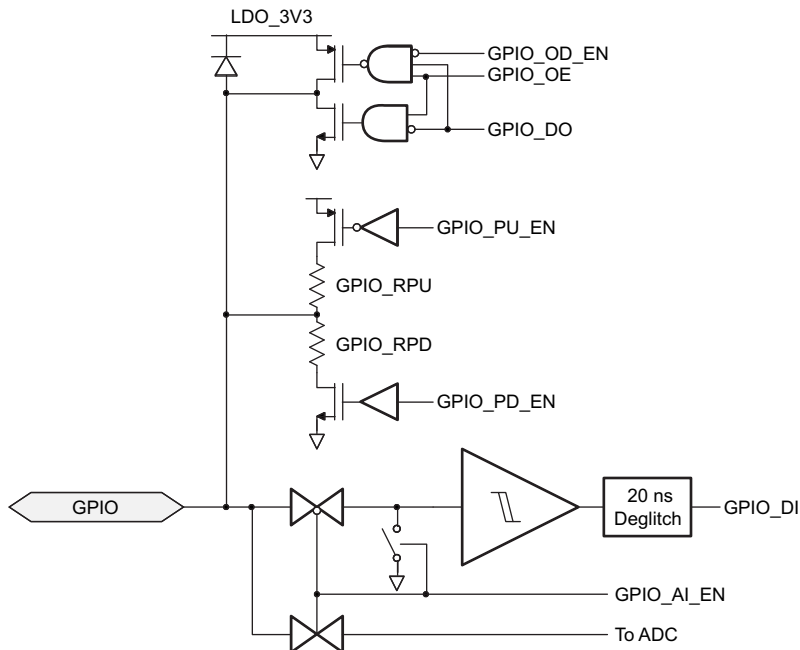 LDO_3V3
GPIO_OD_EN
GPIO_OE
GPIO_DO
GPIO_PU_EN
GPIO_RPU
GPIO_RPD
GPIO_PD_EN
GPIO
20 ns
Deglitch
GPIO_DI
GPIO_AI_EN
To ADC